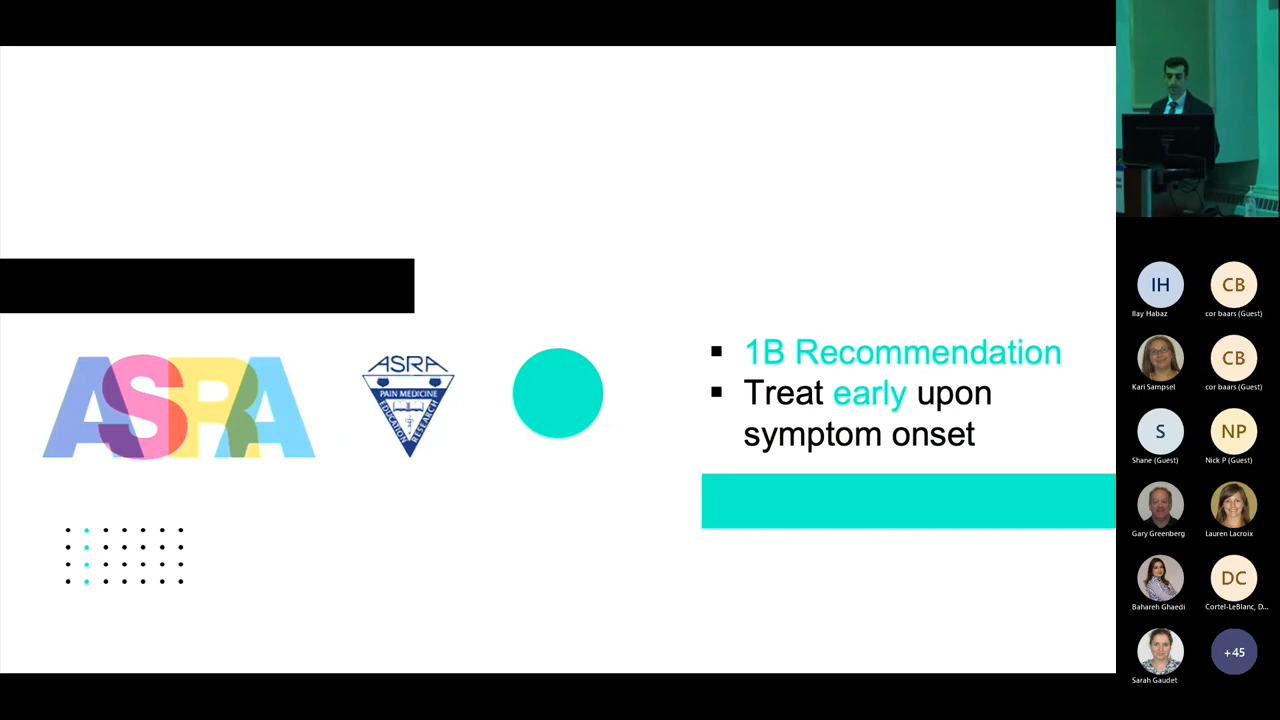 ASRA
ASRA
PAIN MEDICINE
EDUCATION
RESEARCH
1B Recommendation
Treat early upon
symptom onset
IH
Ilay Habaz
CB
cor baars (Guest)
Kari Sampsel
CB
cor baars (Guest)
S
Shane (Guest)
NP
Nick P (Guest)
Gary Greenberg
Lauren Lacroix
Bahareh Ghaedi
DC
Cortel-LeBlanc, D...
Sarah Gaudet
+45